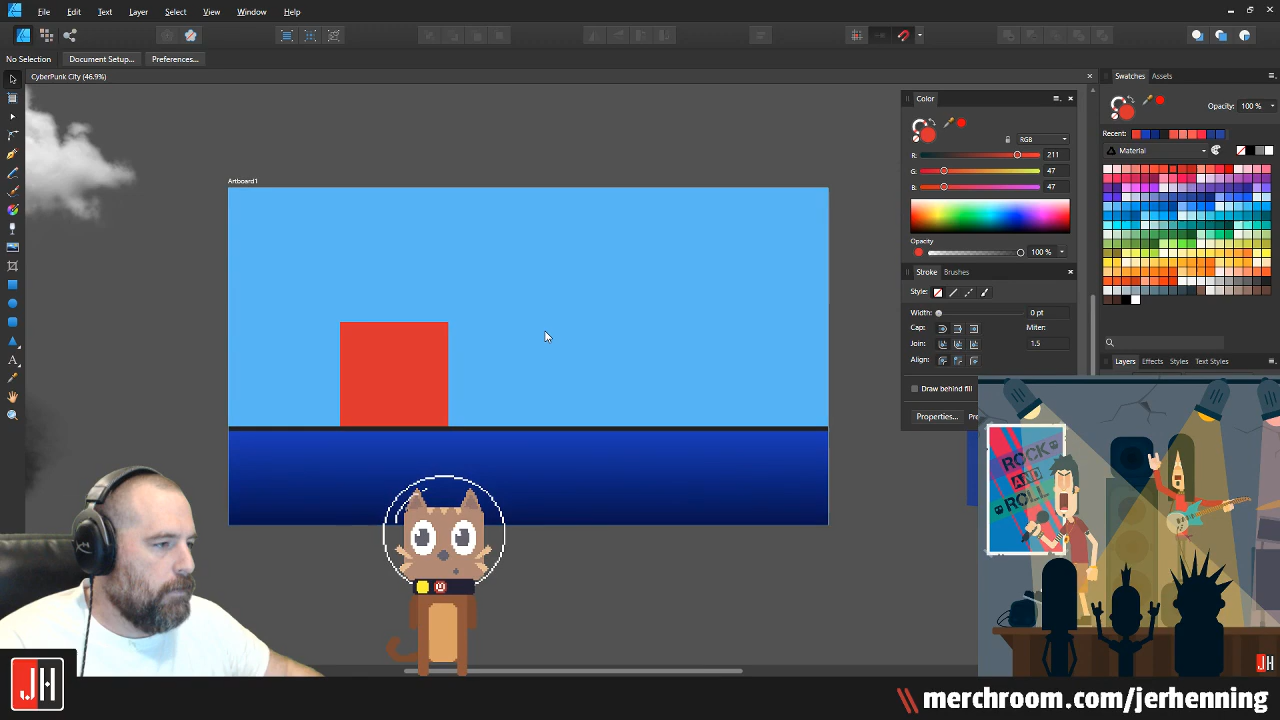 File Edit Text Layer Select View Window Help
No Selection Document Setup... Preferences...
CyberPunk City (46.9%)
Artboard1
Color
RGB
R: 211
G: 47
B: 47
Opacity
100 %
Stroke Brushes
Style:
Width: 0 pt
Cap: Miter:
Join: 1.5
Align:
Draw behind fill
Properties... Pre
Swatches Assets
Opacity: 100 %
Recent:
Material
Layers Effects Styles Text Styles
ROCK
AND
ROLL
JH
JH
merchroom.com/jerhenning